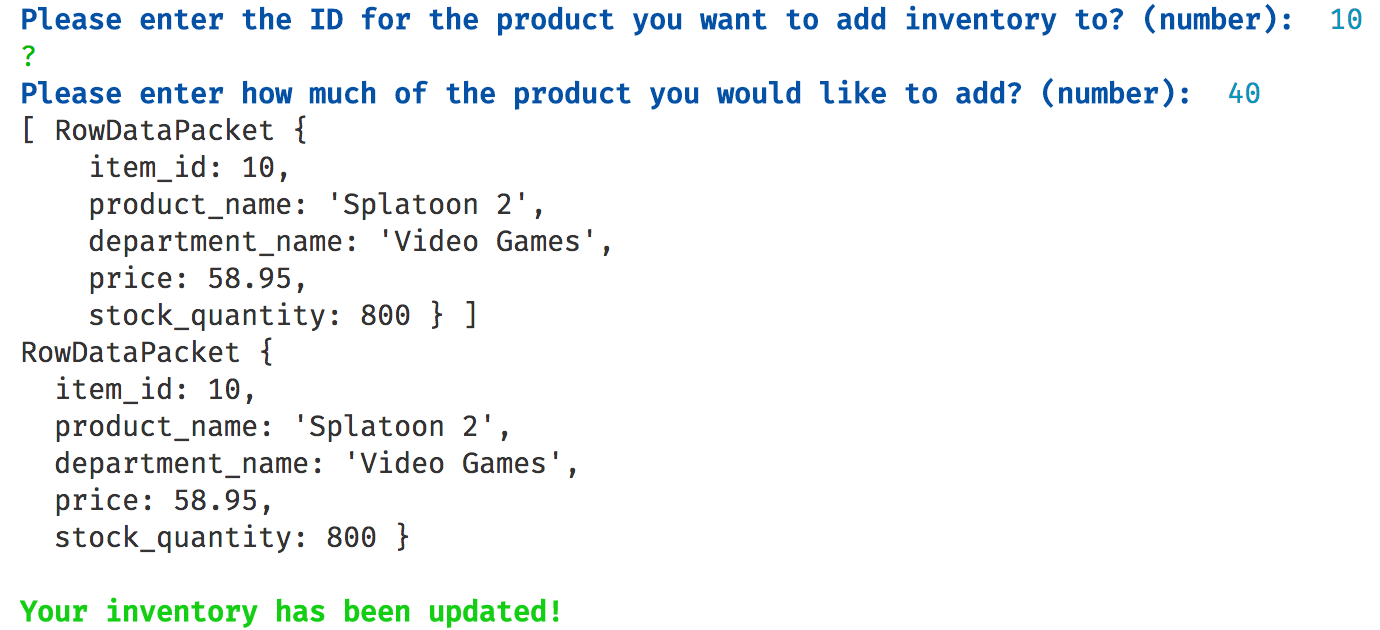 Please enter the ID for the product you want to add inventory to? (number):  10
?
Please enter how much of the product you would like to add? (number):  40
[ RowDataPacket {
    item_id: 10,
    product_name: 'Splatoon 2',
    department_name: 'Video Games',
    price: 58.95,
    stock_quantity: 800 } ]
RowDataPacket {
  item_id: 10,
  product_name: 'Splatoon 2',
  department_name: 'Video Games',
  price: 58.95,
  stock_quantity: 800 }
Your inventory has been updated!